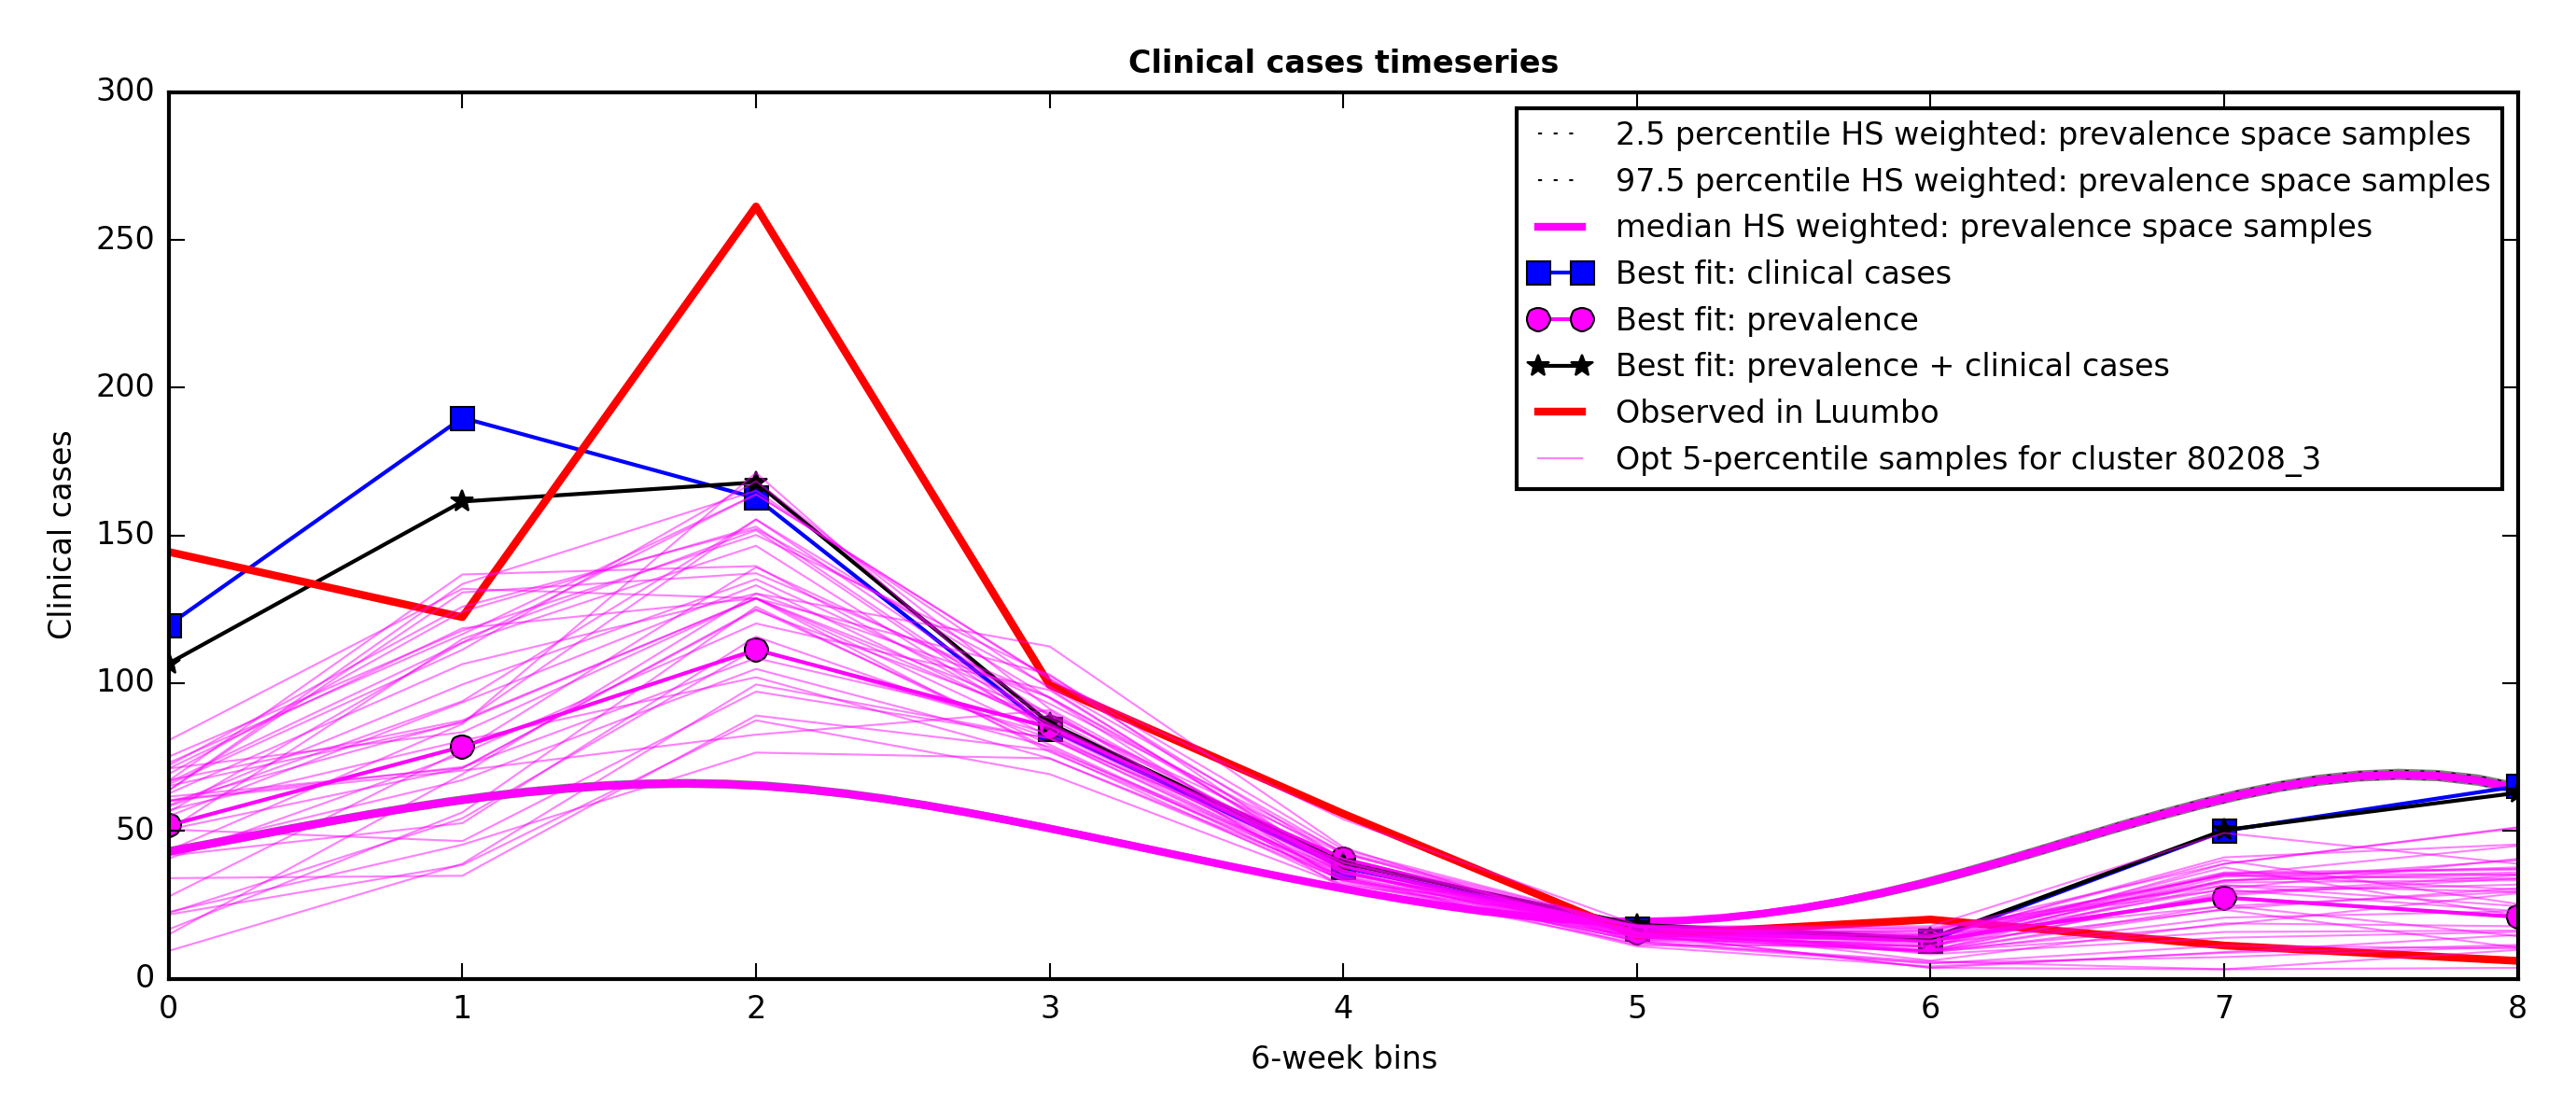 Clinical cases timeseries
300
250
200
150
100
50
0
Clinical cases
2.5 percentile HS weighted: prevalence space samples
97.5 percentile HS weighted: prevalence space samples
median HS weighted: prevalence space samples
Best fit: clinical cases
Best fit: prevalence
Best fit: prevalence + clinical cases
Observed in Luumbo
Opt 5-percentile samples for cluster 80208_3
0 1 2 3 4 5 6 7 8
6-week bins